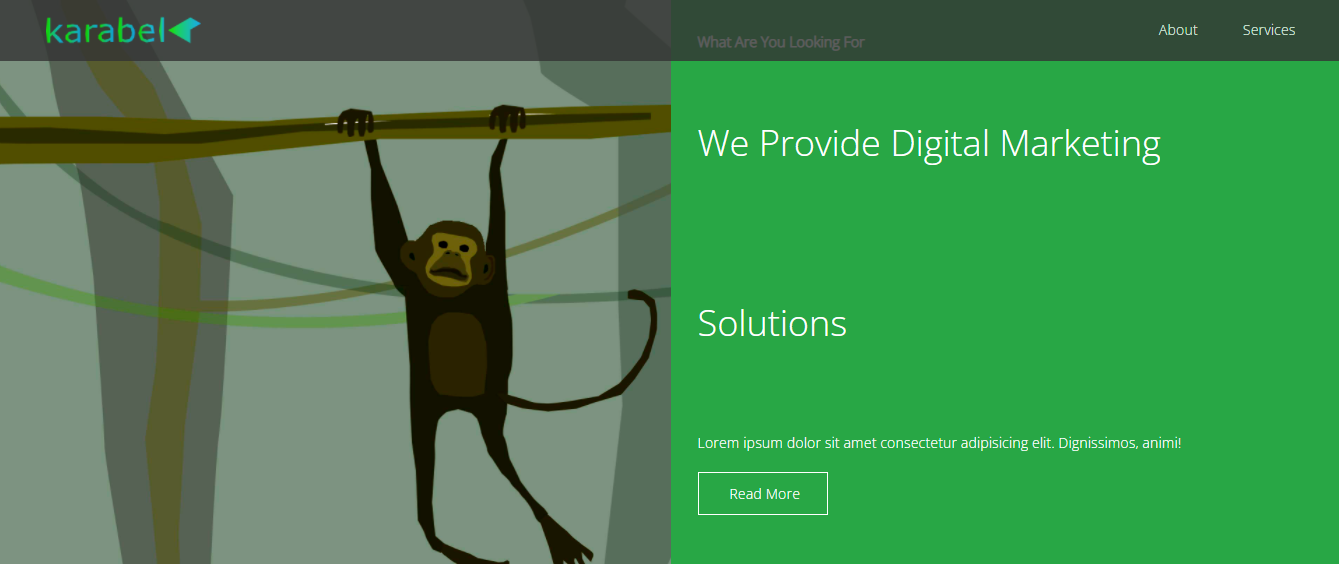 karabel
About Services
What Are You Looking For
We Provide Digital Marketing
Solutions
Lorem ipsum dolor sit amet consectetur adipisicing elit. Dignissimos, animi!
Read More